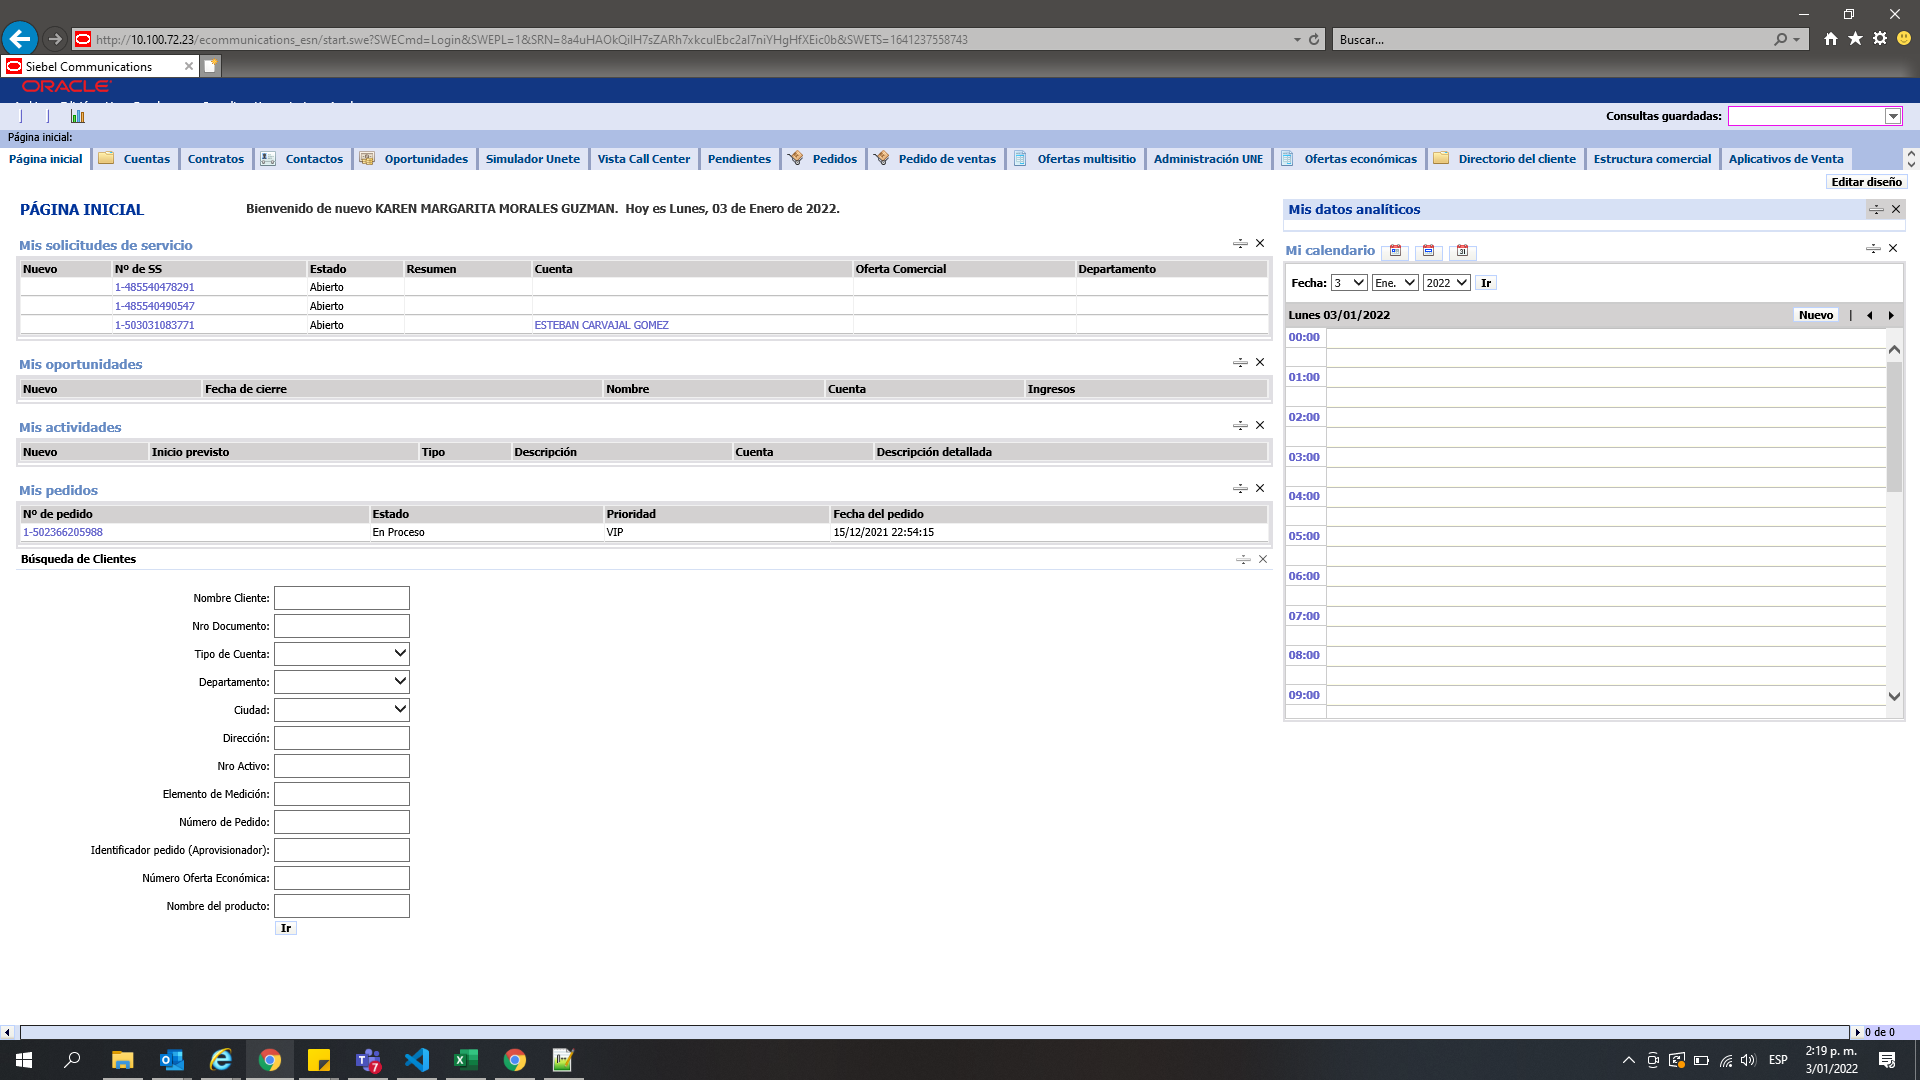 http://10.100.72.23/ecommunications_esn/start.swe?SWECmd=Login&SWEPL=1&SRN=8a4uHAOkQiIH7sZARh7xkcuIEbc2al7niYHgHfXEic0b&SWETS=1641237558743
Buscar...
Siebel Communications
ORACLE
Consultas guardadas:
Página inicial:
Página inicial Cuentas Contratos Contactos Oportunidades Simulador Unete Vista Call Center Pendientes Pedidos Pedido de ventas Ofertas multisitio Administración UNE Ofertas económicas Directorio del cliente Estructura comercial Aplicativos de Venta
Editar diseño
PÁGINA INICIAL
Bienvenido de nuevo KAREN MARGARITA MORALES GUZMAN. Hoy es Lunes, 03 de Enero de 2022.
Mis solicitudes de servicio
Nuevo Nº de SS Estado Resumen Cuenta Oferta Comercial Departamento
1-485540478291 Abierto
1-485540490547 Abierto
1-503031083771 Abierto ESTEBAN CARVAJAL GOMEZ
Mis oportunidades
Nuevo Fecha de cierre Nombre Cuenta Ingresos
Mis actividades
Nuevo Inicio previsto Tipo Descripción Cuenta Descripción detallada
Mis pedidos
Nº de pedido Estado Prioridad Fecha del pedido
1-502366205988 En Proceso VIP 15/12/2021 22:54:15
Búsqueda de Clientes
Nombre Cliente:
Nro Documento:
Tipo de Cuenta:
Departamento:
Ciudad:
Dirección:
Nro Activo:
Elemento de Medición:
Número de Pedido:
Identificador pedido (Aprovisionador):
Número Oferta Económica:
Nombre del producto:
Ir
Mis datos analíticos
Mi calendario
31
Fecha: 3 Ene. 2022 Ir
Lunes 03/01/2022 Nuevo |
00:00
01:00
02:00
03:00
04:00
05:00
06:00
07:00
08:00
09:00
0 de 0
7
ESP
2:19 p. m.
3/01/2022